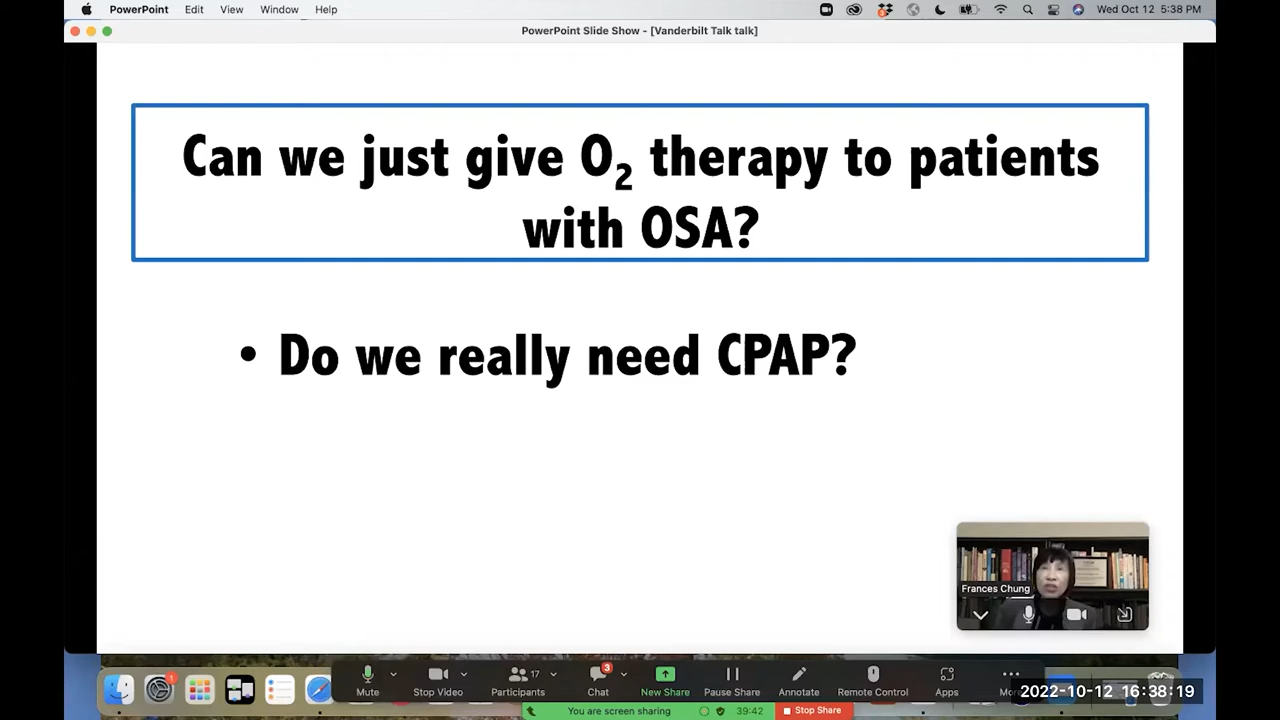 PowerPoint Edit View Window Help Wed Oct 12 5:38 PM
PowerPoint Slide Show - [Vanderbilt Talk talk]
Can we just give O₂ therapy to patients
with OSA?
• Do we really need CPAP?
Frances Chung
1
3
17
Mute Stop Video Participants Chat New Share Pause Share Annotate Remote Control Apps
2022-10-12 16:38:19
You are screen sharing 39:42 Stop Share